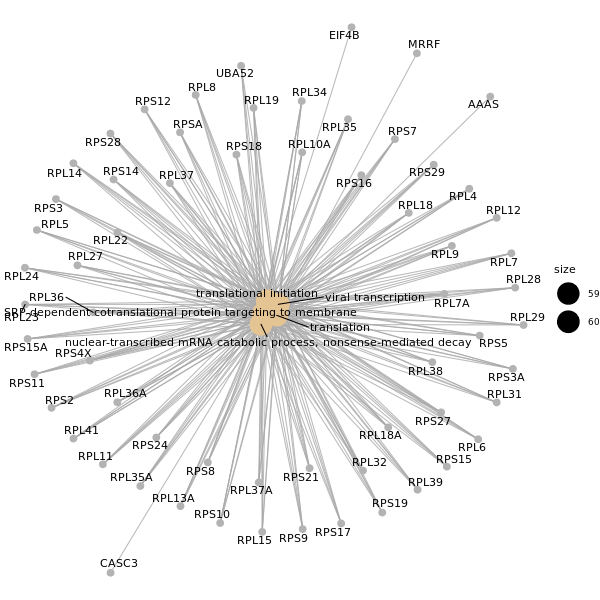 EIF4B
MRRF
UBA52
RPL8
RPL34
RPL19
RPS12
AAAS
RPSA
RPL35
RPS7
RPS28
RPS18
RPL10A
RPL14
RPS14
RPL37
RPS16
RPS29
RPL4
RPS3
RPL18
RPL12
RPL5
RPL22
RPL27
RPL9
RPL7
size
RPL24
RPL28
59
RPL36
translational initiation
viral transcription
RPL7A
SRP-dependent cotranslational protein targeting to membrane
RPL23
RPL29
60
translation
RPS15A
RPS4X
nuclear-transcribed mRNA catabolic process, nonsense-mediated decay
RPS5
RPS11
RPL38
RPS3A
RPS2
RPL36A
RPL31
RPL41
RPS24
RPL18A
RPS27
RPL6
RPL11
RPS8
RPL32
RPS15
RPL35A
RPL37A
RPS21
RPL39
RPL13A
RPS10
RPS19
RPL15
RPS9
RPS17
CASC3